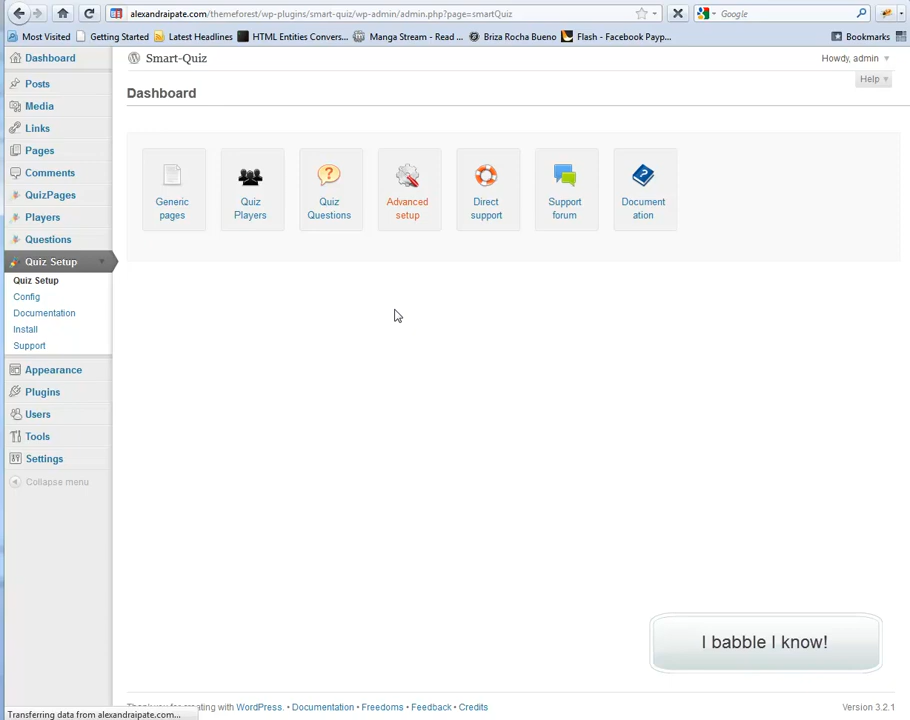 alexandraipate.com/themeforest/wp-plugins/smart-quiz/wp-admin/admin.php?page=smartQuiz
Google
Most Visited
Getting Started
Latest Headlines
HTML Entities Convers...
Manga Stream - Read ...
Briza Rocha Bueno
Flash - Facebook Payp...
Bookmarks
Dashboard
Posts
Media
Links
Pages
Comments
QuizPages
Players
Questions
Quiz Setup
Quiz Setup
Config
Documentation
Install
Support
Appearance
Plugins
Users
Tools
Settings
Collapse menu
Smart-Quiz
Howdy, admin
Help
Dashboard
Generic
pages
Quiz
Players
Quiz
Questions
Advanced
setup
Direct
support
Support
forum
Document
ation
I babble I know!
with WordPress. • Documentation • Freedoms • Feedback • Credits
Version 3.2.1
Transferring data from alexandraipate.com...